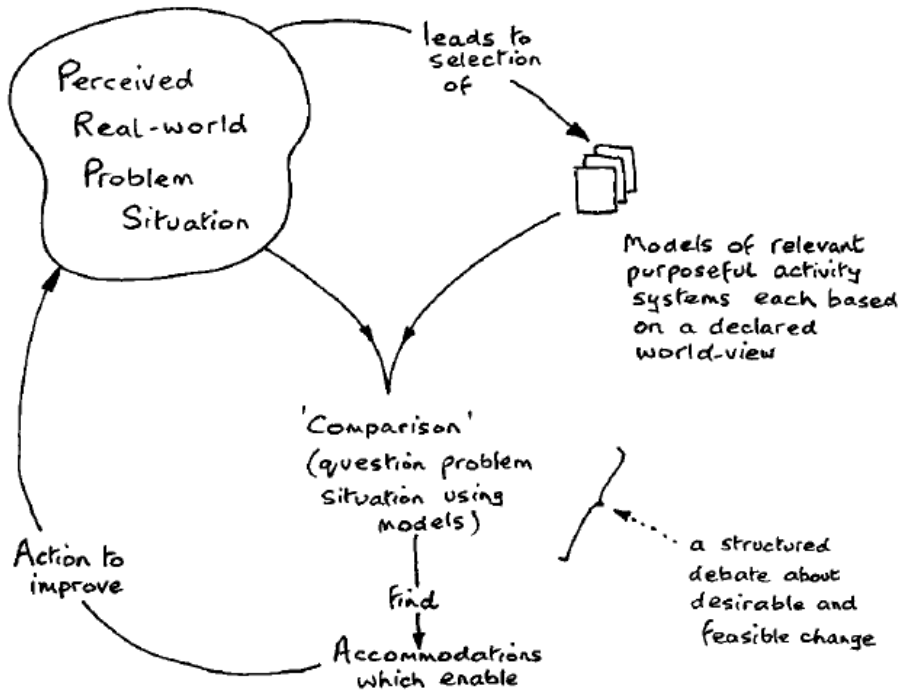 Perceived
Real-world
Problem
Situation
leads to
selection
of
Models of relevant
purposeful activity
systems each based
on a declared
world-view
'Comparison'
(question problem
situation using
models)
find
Accommodations
which enable
a structured
debate about
desirable and
feasible change
Action to
improve